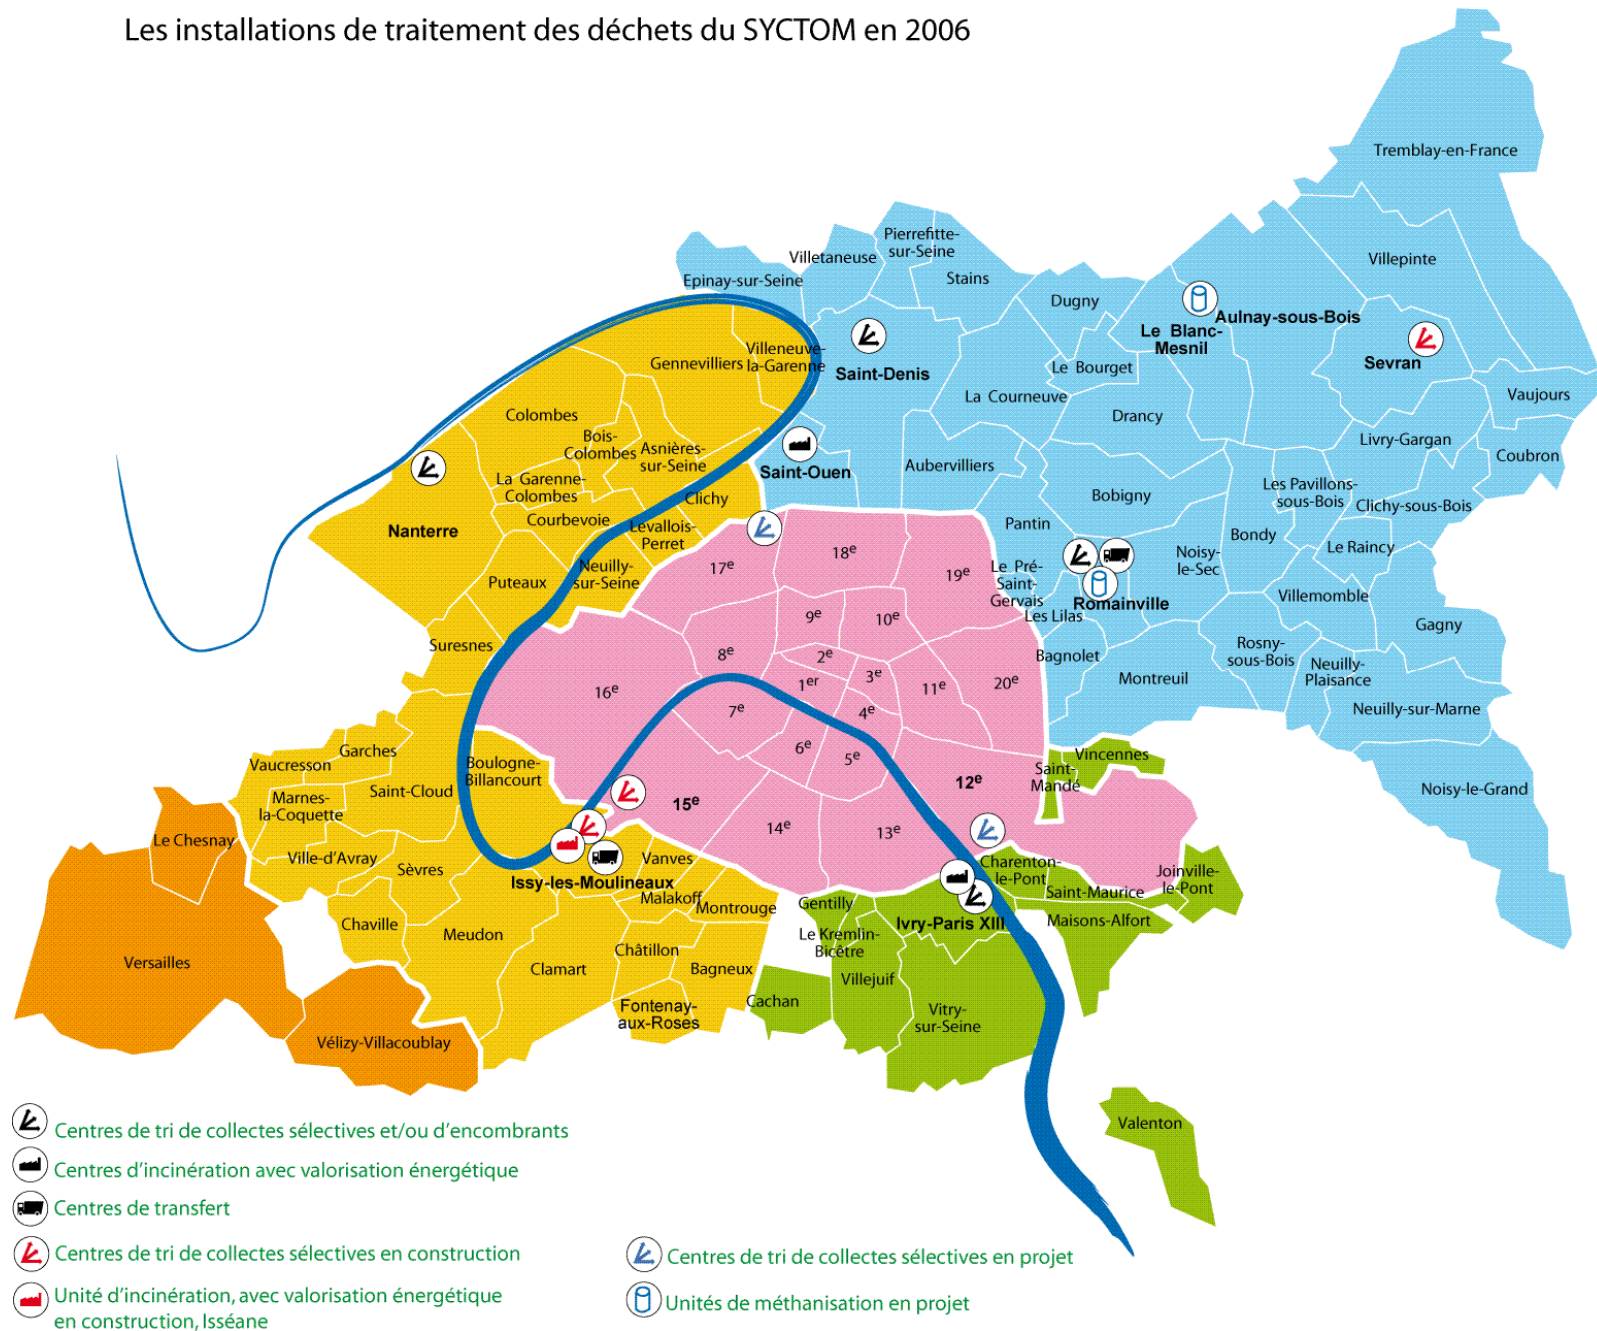 Les installations de traitement des déchets du SYCTOM en 2006
Tremblay-en-France
Pierrefitte-
sur-Seine
Villetaneuse
Villepinte
Epinay-sur-Seine
Stains
Dugny
Aulnay-sous-Bois
Le Blanc-
Mesnil
Villeneuve-
la-Garenne
Gennevilliers
Saint-Denis
Le Bourget
Sevran
La Courneuve
Vaujours
Colombes
Drancy
Bois-
Colombes
Asnières-
sur-Seine
Livry-Gargan
Coubron
Saint-Ouen
Aubervilliers
La Garenne-
Colombes
Clichy
Bobigny
Les Pavillons-
sous-Bois
Clichy-sous-Bois
Nanterre
Courbevoie
Levallois-
Perret
Pantin
Bondy
Le Raincy
Puteaux
Neuilly-
sur-Seine
17e
18e
19e
Le Pré-
Saint-
Gervais
Noisy-
le-Sec
Romainville
Villemomble
Les Lilas
9e
10e
Gagny
Suresnes
8e
2e
Bagnolet
Rosny-
sous-Bois
Neuilly-
Plaisance
16e
1er
3e
11e
20e
Montreuil
7e
4e
Neuilly-sur-Marne
6e
5e
Garches
Vaucresson
Boulogne-
Billancourt
Vincennes
Saint-
Mandé
12e
Noisy-le-Grand
Marnes-
la-Coquette
Saint-Cloud
15e
14e
13e
Le Chesnay
Ville-d’Avray
Sèvres
Vanves
Charenton-
le-Pont
Joinville-
le-Pont
Issy-les-Moulineaux
Malakoff
Montrouge
Saint-Maurice
Gentilly
Ivry-Paris XIII
Maisons-Alfort
Chaville
Meudon
Le Kremlin-
Bicêtre
Châtillon
Versailles
Clamart
Bagneux
Villejuif
Cachan
Fontenay-
aux-Roses
Vitry-
sur-Seine
Vélizy-Villacoublay
Valenton
Centres de tri de collectes sélectives et/ou d’encombrants
Centres d’incinération avec valorisation énergétique
Centres de transfert
Centres de tri de collectes sélectives en construction
Unité d’incinération, avec valorisation énergétique
en construction, Isséane
Centres de tri de collectes sélectives en projet
Unités de méthanisation en projet